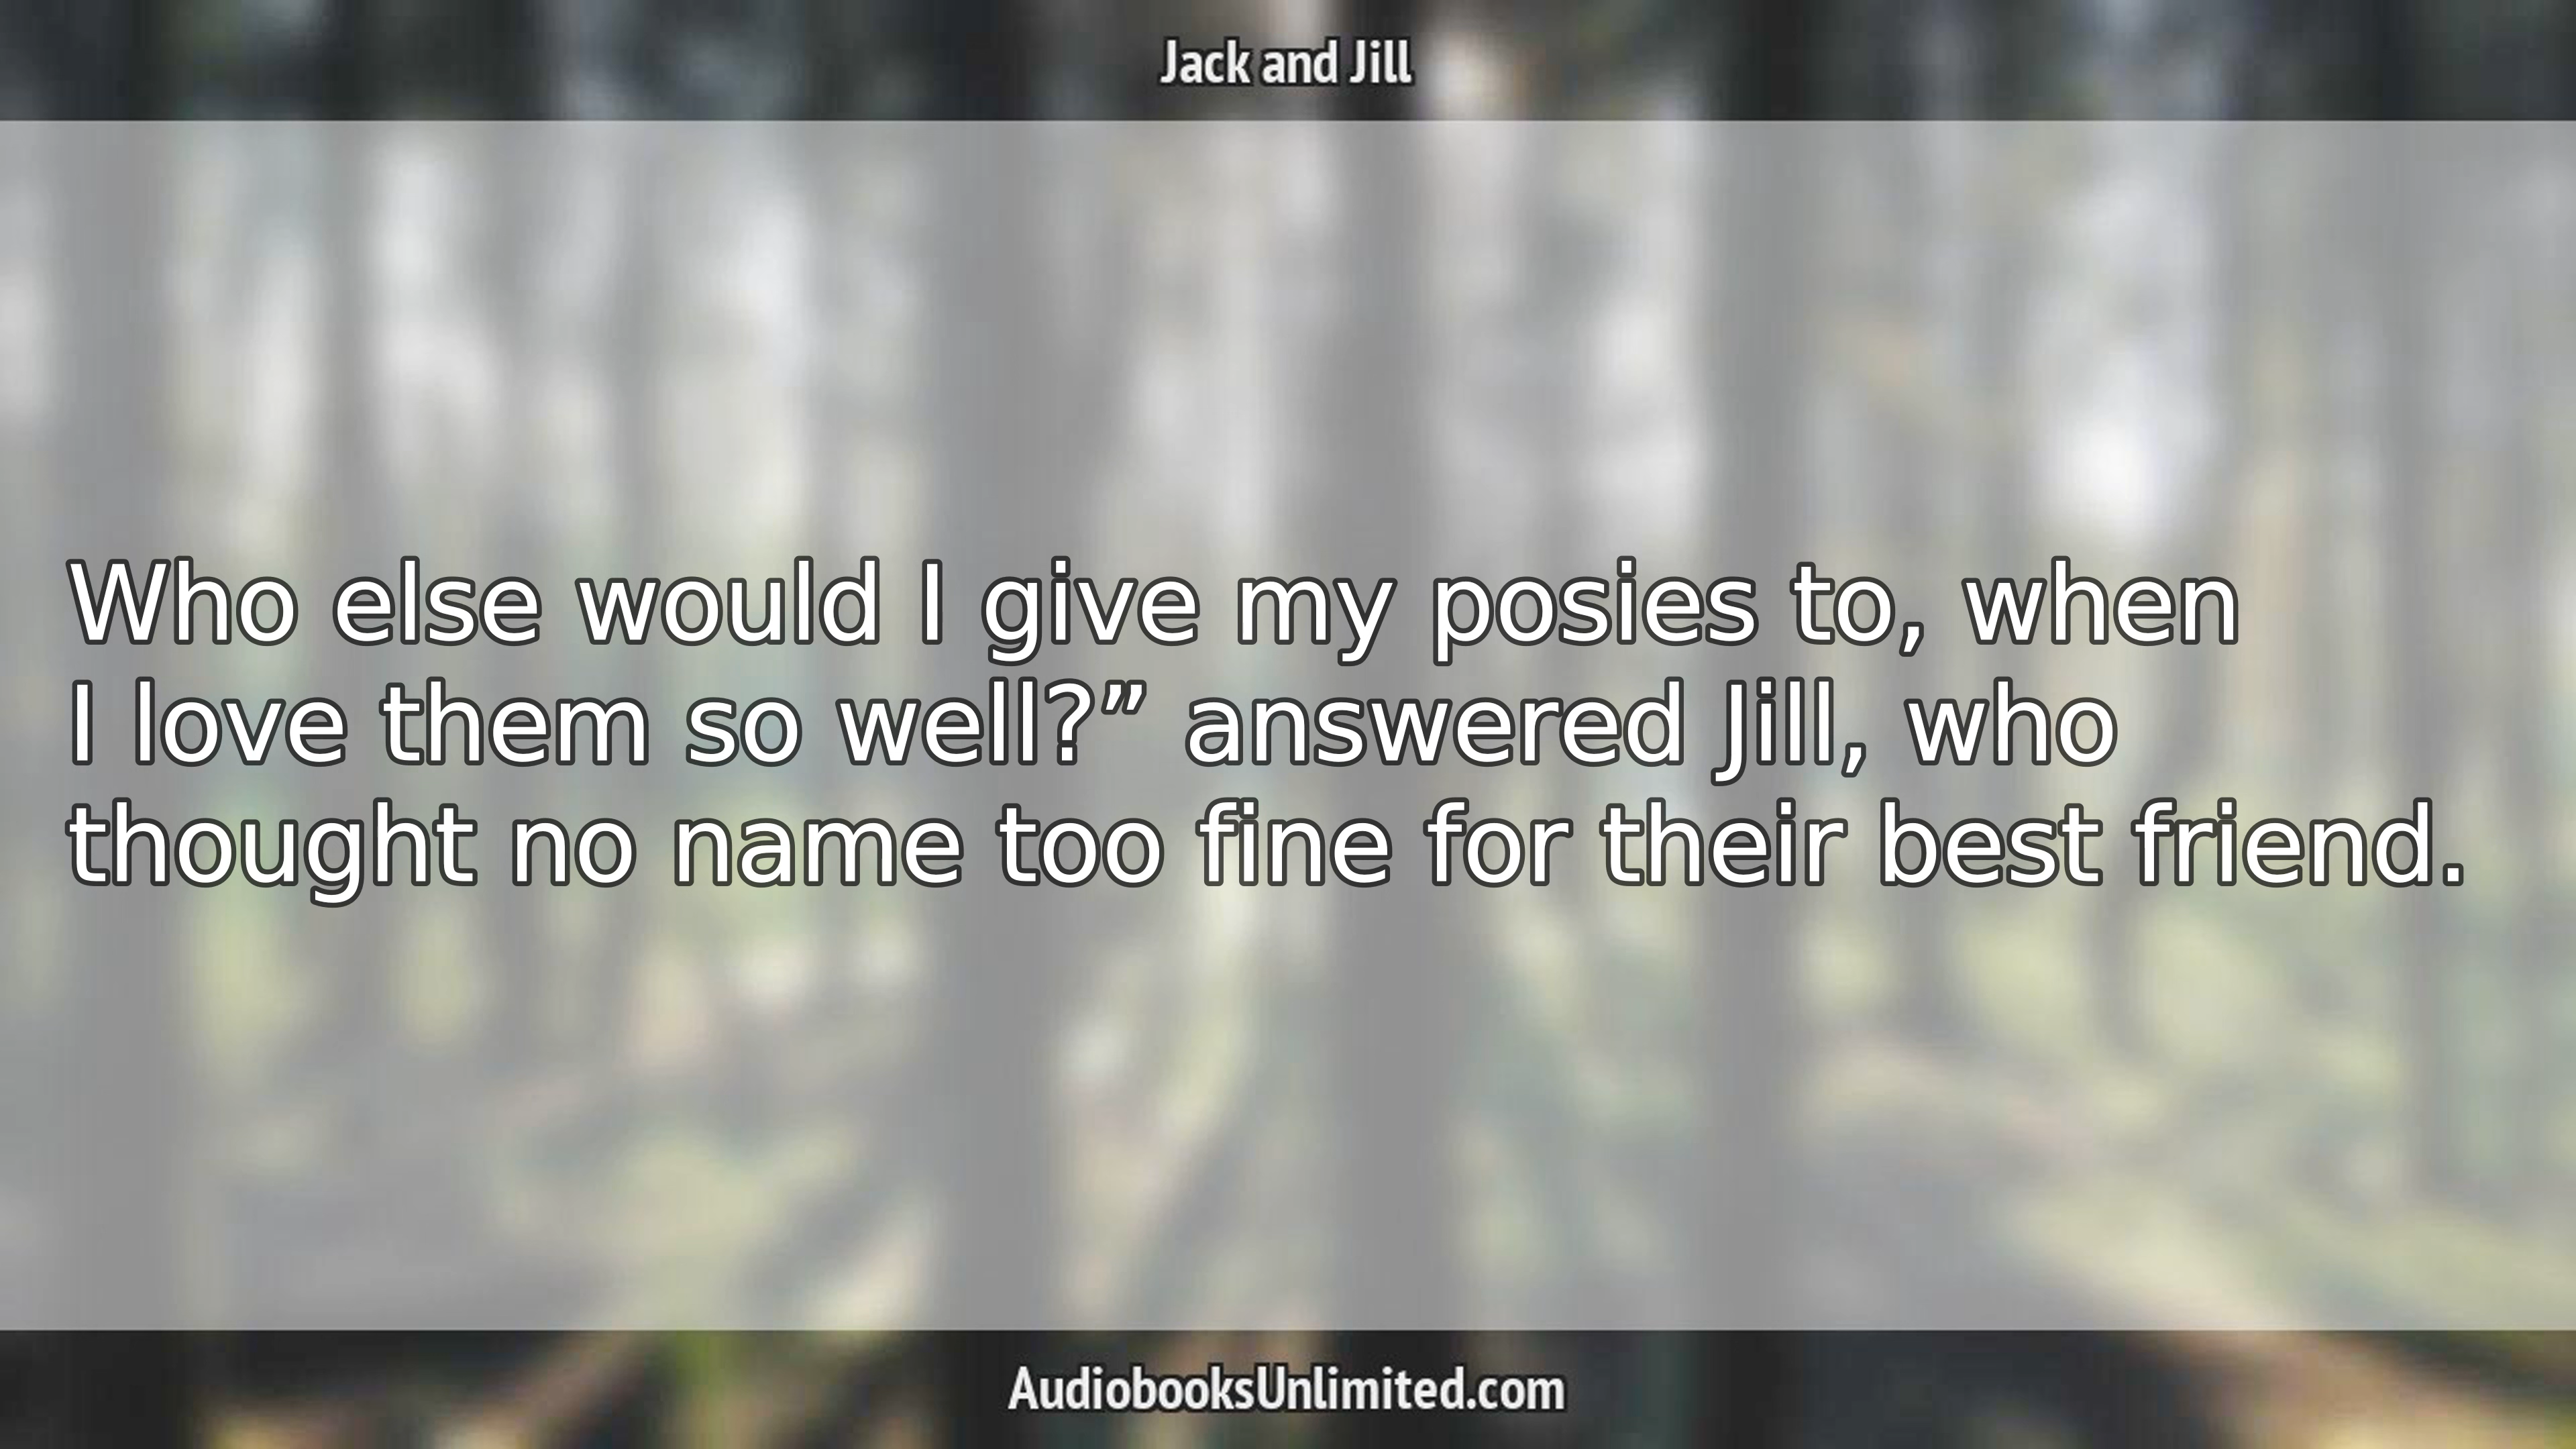 Jack and Jill
Who else would I give my posies to, when
I love them so well?” answered Jill, who
thought no name too fine for their best friend.
AudiobooksUnlimited.com